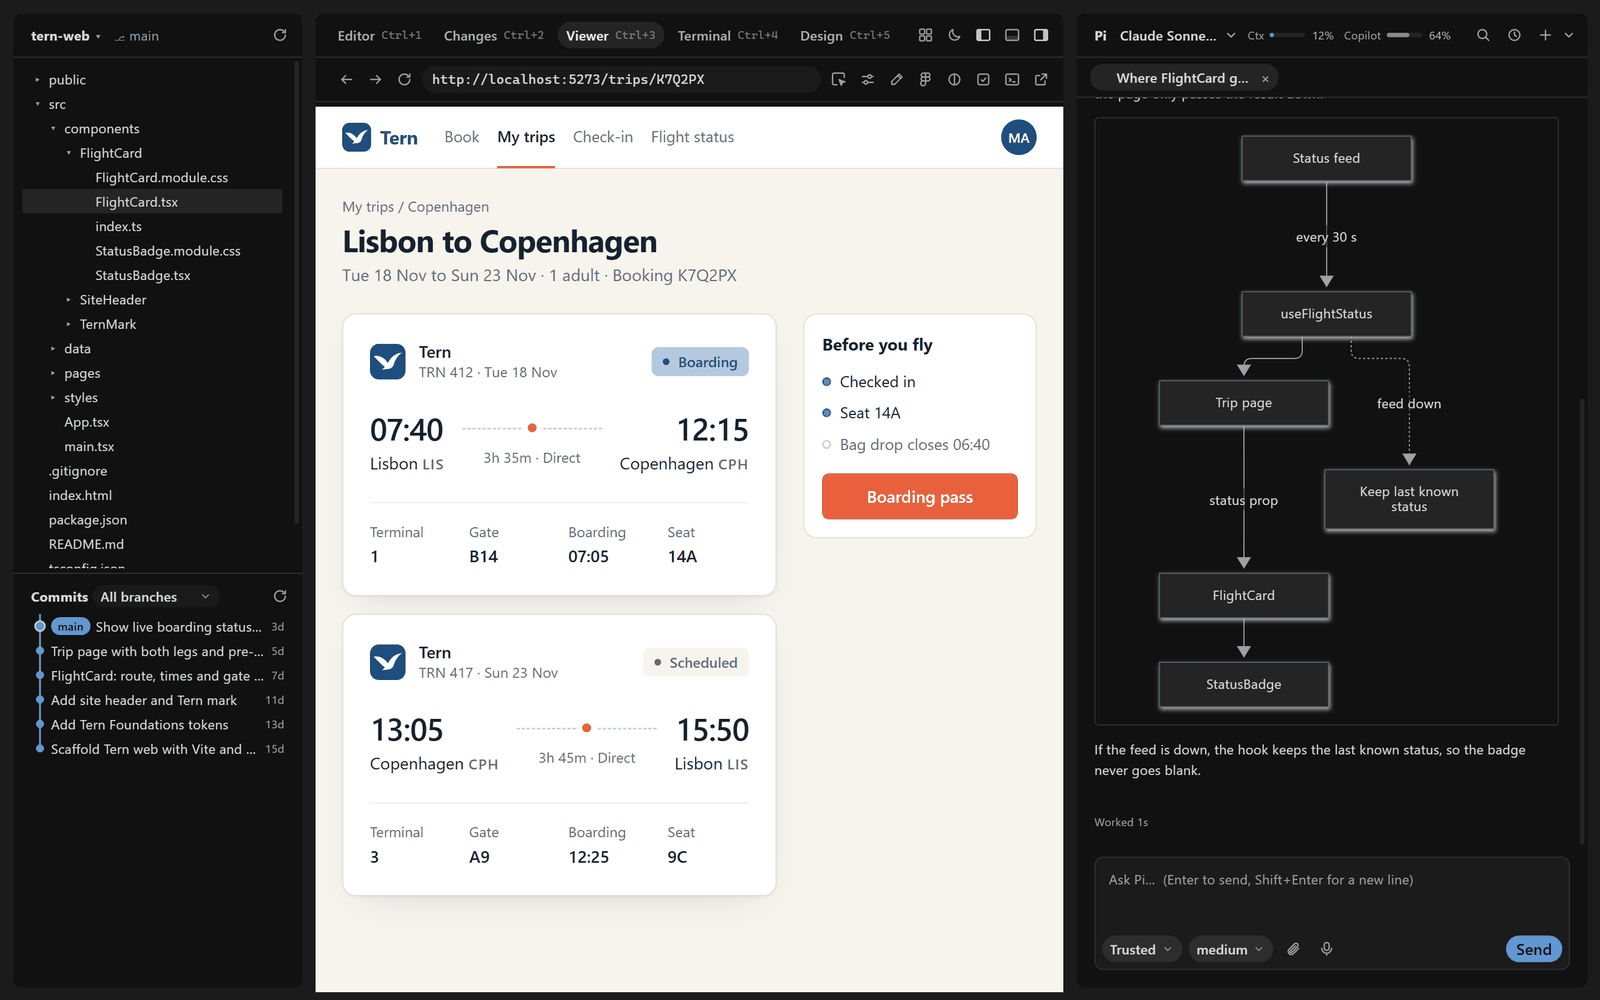 tern-web
main
public
src
components
FlightCard
FlightCard.module.css
FlightCard.tsx
index.ts
StatusBadge.module.css
StatusBadge.tsx
SiteHeader
TernMark
data
pages
styles
App.tsx
main.tsx
.gitignore
index.html
package.json
README.md
tsconfig.json
Commits All branches
main Show live boarding status... 3d
Trip page with both legs and pre-... 5d
FlightCard: route, times and gate ... 7d
Add site header and Tern mark 11d
Add Tern Foundations tokens 13d
Scaffold Tern web with Vite and ... 15d
Editor Ctrl+1 Changes Ctrl+2 Viewer Ctrl+3 Terminal Ctrl+4 Design Ctrl+5
http://localhost:5273/trips/K7Q2PX
Tern Book My trips Check-in Flight status MA
My trips / Copenhagen
Lisbon to Copenhagen
Tue 18 Nov to Sun 23 Nov · 1 adult · Booking K7Q2PX
Tern
TRN 412 · Tue 18 Nov
Boarding
07:40 12:15
Lisbon LIS 3h 35m · Direct Copenhagen CPH
Terminal Gate Boarding Seat
1 B14 07:05 14A
Tern
TRN 417 · Sun 23 Nov
Scheduled
13:05 15:50
Copenhagen CPH 3h 45m · Direct Lisbon LIS
Terminal Gate Boarding Seat
3 A9 12:25 9C
Before you fly
Checked in
Seat 14A
Bag drop closes 06:40
Boarding pass
Pi Claude Sonne... Ctx 12% Copilot 64%
Where FlightCard g... ×
the page only passes the result down.
Status feed
every 30 s
useFlightStatus
Trip page
feed down
Keep last known
status
status prop
FlightCard
StatusBadge
If the feed is down, the hook keeps the last known status, so the badge
never goes blank.
Worked 1s
Ask Pi... (Enter to send, Shift+Enter for a new line)
Trusted medium Send